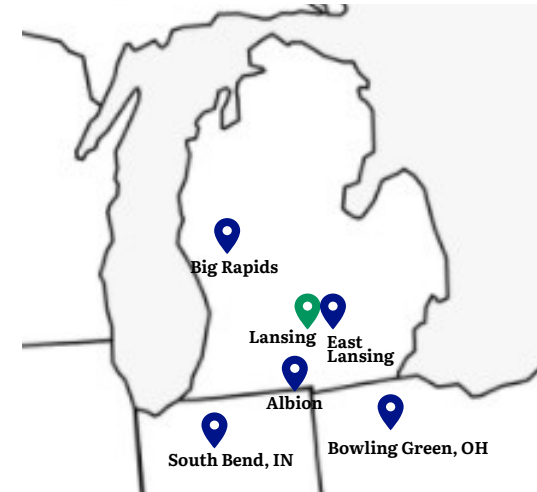 Big Rapids
Lansing
East
Lansing
Albion
South Bend, IN
Bowling Green, OH